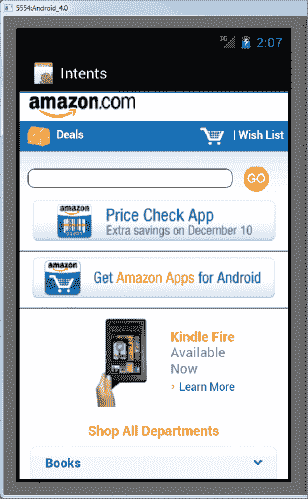 5554:Android_4.0
3G 2:07
Intents
amazon.com
Deals | Wish List
GO
amazon
Price Check App
Extra savings on December 10
amazon
Get Amazon Apps for Android
Kindle Fire
Available
Now
› Learn More
Shop All Departments
Books